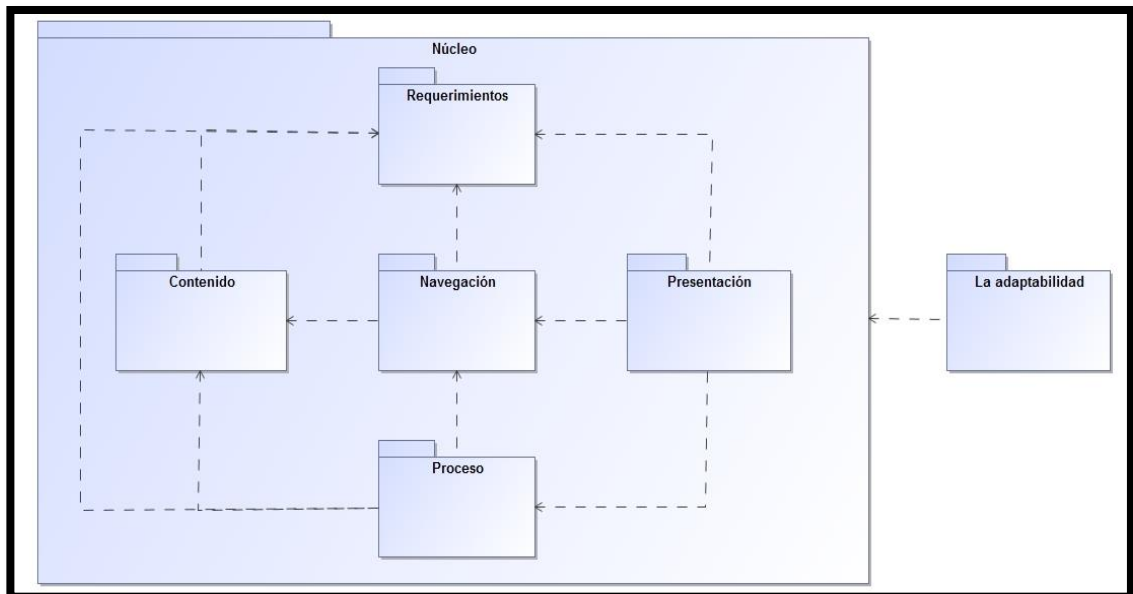 Núcleo
Requerimientos
Contenido
Navegación
Presentación
La adaptabilidad
Proceso